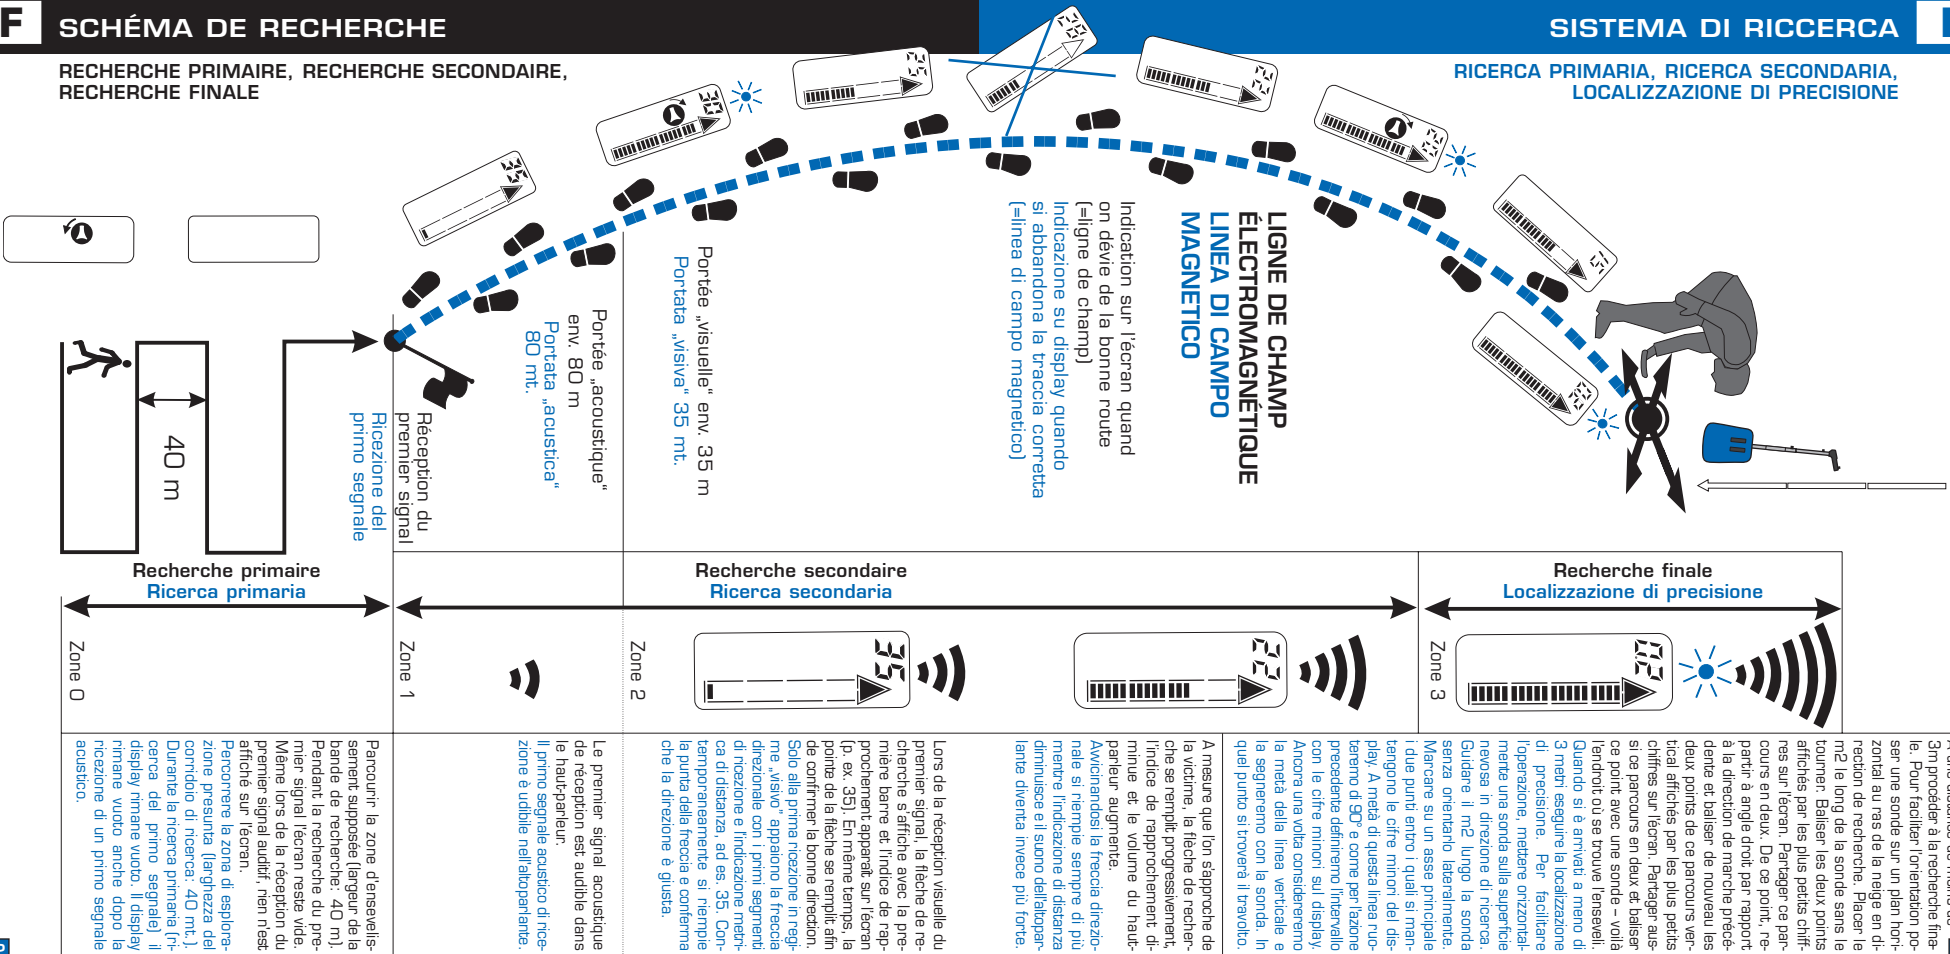 F
SCHÉMA DE RECHERCHE
SISTEMA DI RICCERCA
RECHERCHE PRIMAIRE, RECHERCHE SECONDAIRE,
RECHERCHE FINALE
RICERCA PRIMARIA, RICERCA SECONDARIA,
LOCALIZZAZIONE DI PRECISIONE
35
22
15
LIGNE DE CHAMP
ÉLECTROMAGNÉTIQUE
LINEA DI CAMPO
MAGNETICO
Indication sur l'écran quand
on dévie de la bonne route
(=ligne de champ)
Indicazione su display quando
si abbandona la traccia corretta
(=linea di campo magnetico)
Portée „visuelle“ env. 35 m
Portata „visiva“ 35 mt.
Portée „acoustique“
env. 80 m
Portata „acustica“
80 mt.
Réception du
premier signal
Ricezione del
primo segnale
40 m
Recherche primaire
Ricerca primaria
Recherche secondaire
Ricerca secondaria
Recherche finale
Localizzazione di precisione
Zone 0
Zone 1
Zone 2
35
22
Zone 3
Parcourir la zone d'ensevelis-
sement supposée (largeur de la
bande de recherche: 40 m).
Pendant la recherche du pre-
mier signal l'écran reste vide.
Même lors de la réception du
premier signal auditif, rien n'est
affiché sur l'écran.
Percorrere la zona di esplora-
zione presunta (larghezza del
corridoio di ricerca: 40 mt.).
Durante la ricerca primaria (ri-
cerca del primo segnale) il
display rimane vuoto. Il display
rimane vuoto anche dopo la
ricezione di un primo segnale
acustico.
Le premier signal acoustique
de réception est audible dans
le haut-parleur.
Il primo segnale acustico di rice-
zione è udibile nell'altoparlante.
Lors de la réception visuelle du
premier signal, la flèche de re-
cherche s'affiche avec la pre-
mière barre et l'indice de rap-
prochement apparaît sur l'écran
(p. ex. 35). En même temps, la
pointe de la flèche se remplit afin
de confirmer la bonne direction.
Solo alla prima ricezione in regi-
me „visivo“ appaiono la freccia
direzionale con i primi segmenti
di ricezione e l'indicazione metri-
ca di distanza, ad es. 35. Con-
temporaneamente si riempie
la punta della freccia e conferma
che la direzione è giusta.
A mesure que l'on s'approche de
la victime, la flèche de recher-
che se remplit progressivement,
l'indice de rapprochement di-
minue et le volume du haut-
parleur augmente.
Avvicinandosi la freccia direzio-
nale si riempie sempre di più
mentre l'indicazione di distanza
diminuisce e il suono dell'altopar-
lante diventa invece più forte.
3m procéder à la recherche fina-
le. Pour faciliter l'orientation po-
ser une sonde sur un plan hori-
zontal au ras de la neige en di-
rection de recherche. Placer le
m2 le long de la sonde sans le
tourner. Baliser les deux points
affichés par les plus petits chiff-
res sur l'écran. Partager ce par-
cours en deux. De ce point, re-
partir à angle droit par rapport
à la direction de marche précé-
dente et baliser de nouveau les
deux points de ce parcours ver-
tical affichés par les plus petits
chiffres sur l'écran. Partager aus-
si ce parcours en deux et baliser
ce point avec une sonde – voilà
l'endroit où se trouve l'enseveli.
Quando si è arrivati a meno di
3 metri eseguire la localizzazione
di precisione. Per facilitare
l'operazione, mettere orizzontal-
mente una sonda sulla superficie
nevosa in direzione di ricerca.
Guidare il m2 lungo la sonda
senza orientarlo lateralmente.
Marcare su un asse principale
i due punti entro i quali si man-
tengono le cifre minori del dis-
play. A metà di questa linea ruo-
teremo di 90° e come per l'azione
precedente definiremo l'intervallo
con le cifre minori sul display.
Ancora una volta considereremo
la metà della linea verticale e
la segneremo con la sonda. In
quel punto si troverà il travolto.